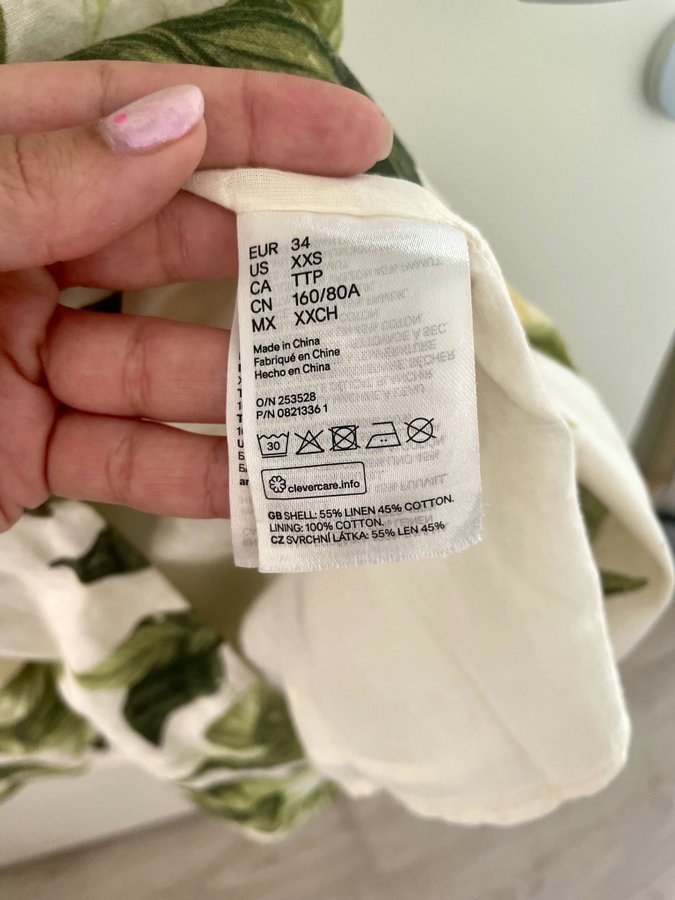 EUR 34
US XXS
CA TTP
CN 160/80A
MX XXCH
Made in China
Fabriqué en Chine
Hecho en China
O/N 253528
P/N 0821336 1
30
clevercare.info
GB SHELL: 55% LINEN 45% COTTON.
LINING: 100% COTTON.
CZ SVRCHNÍ LÁTKA: 55% LEN 45%